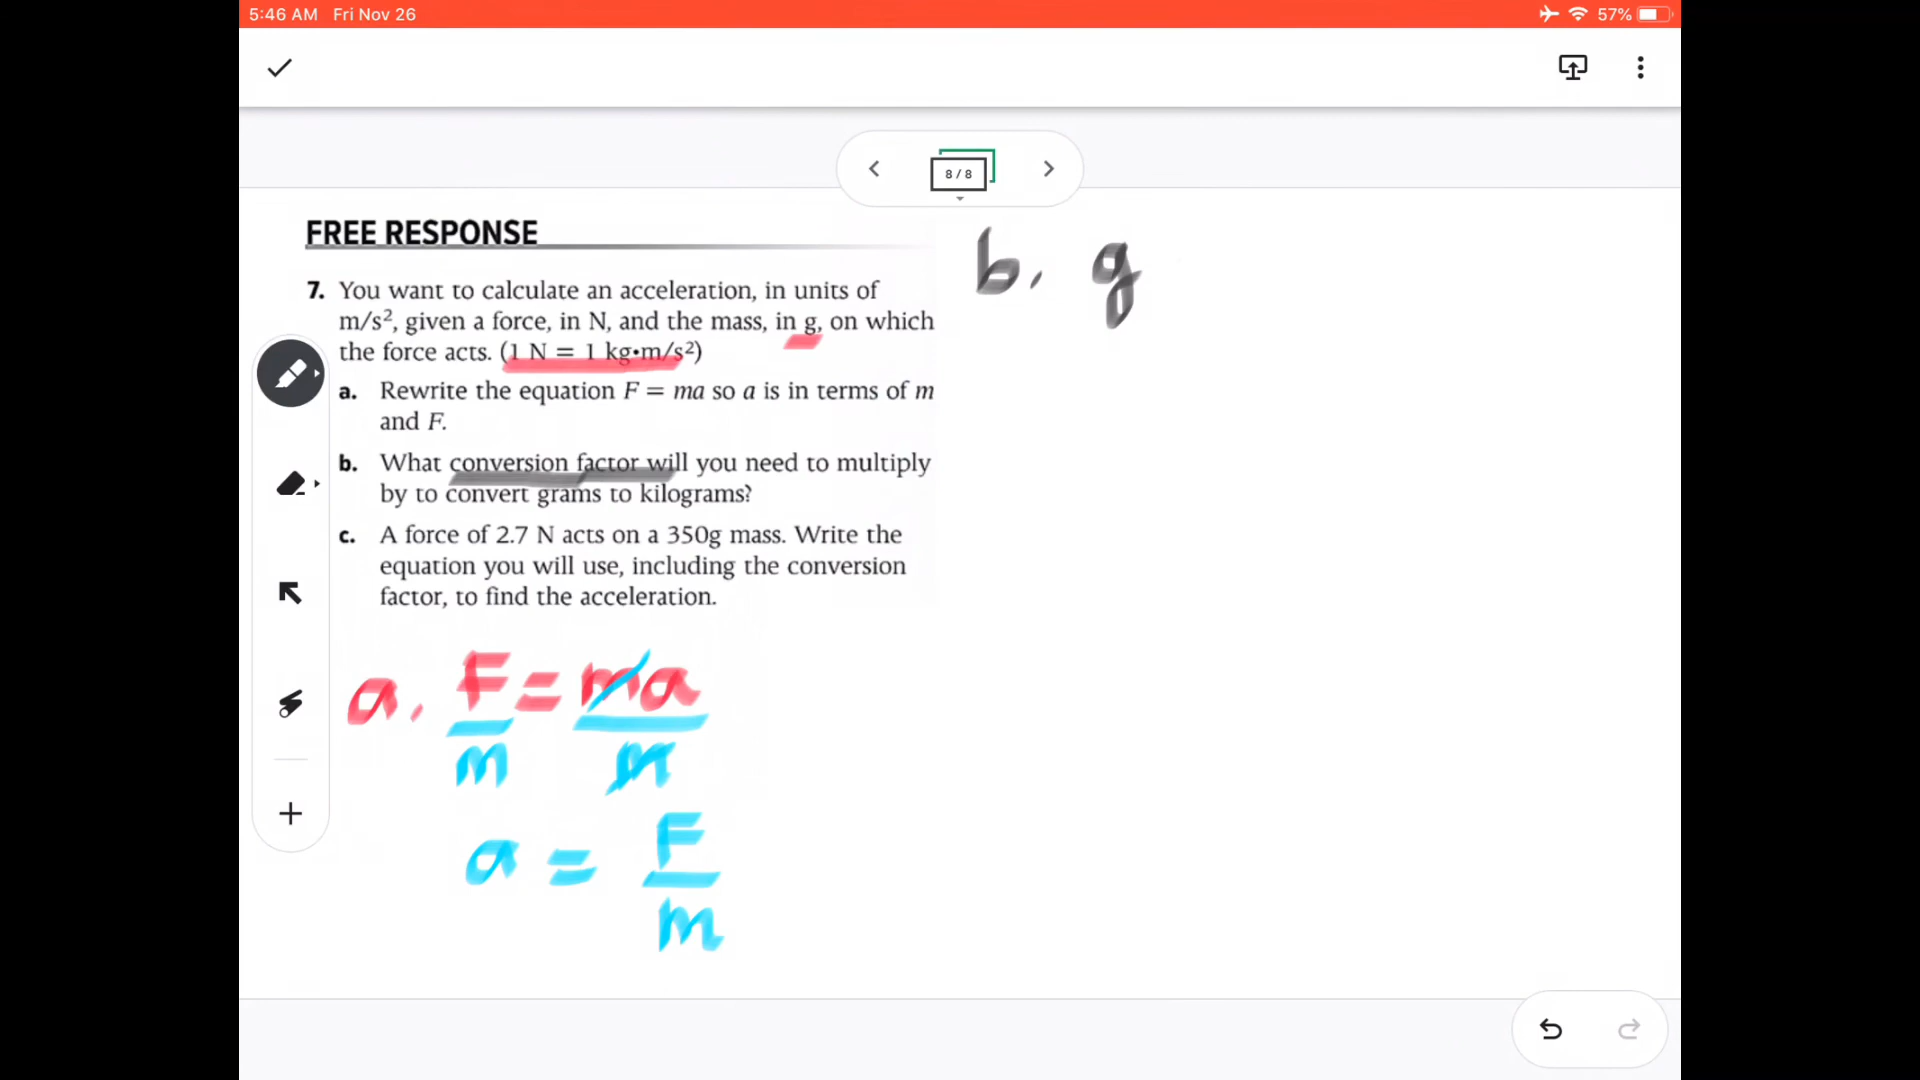 5:46 AM Fri Nov 26
57%
8 / 8
FREE RESPONSE
7. You want to calculate an acceleration, in units of
m/s², given a force, in N, and the mass, in g, on which
the force acts. (1 N = 1 kg•m/s²)
a. Rewrite the equation F = ma so a is in terms of m
and F.
b. What conversion factor will you need to multiply
by to convert grams to kilograms?
c. A force of 2.7 N acts on a 350g mass. Write the
equation you will use, including the conversion
factor, to find the acceleration.
a. F = ma
m m
a = F
m
b. g